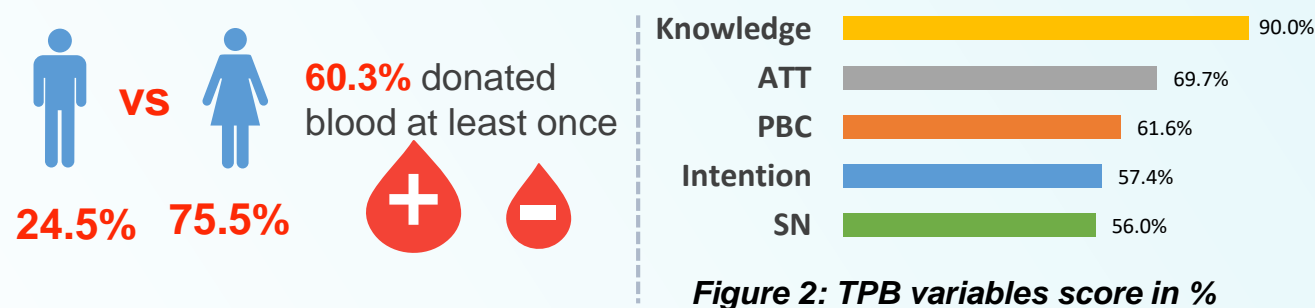 vs
60.3% donated
blood at least once
24.5% 75.5%
Knowledge 90.0%
ATT 69.7%
PBC 61.6%
Intention 57.4%
SN 56.0%
Figure 2: TPB variables score in %